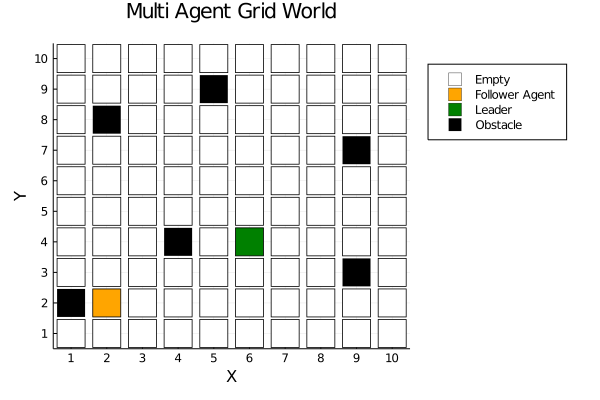 Multi Agent Grid World
Empty
Follower Agent
Leader
Obstacle
10
9
8
7
6
5
4
3
2
1
Y
1 2 3 4 5 6 7 8 9 10
X